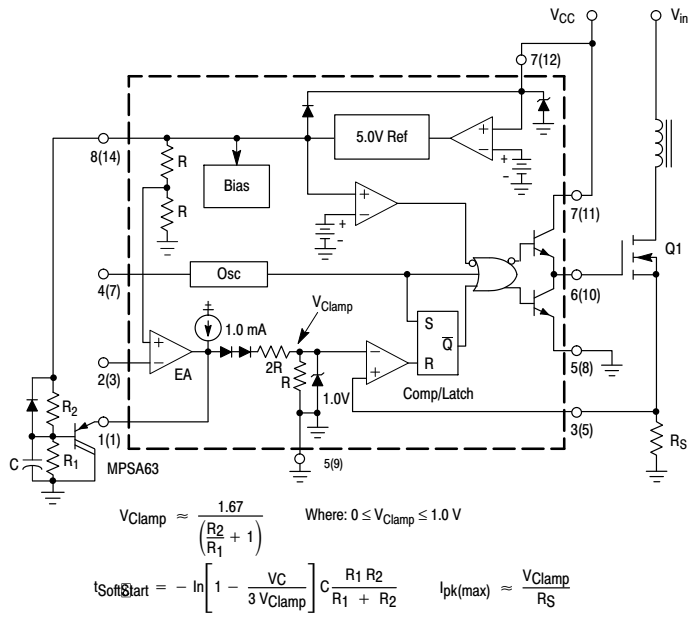 VCC
Vin
7(12)
8(14)
R
R
Bias
5.0V Ref
+
−
+
-
+
−
+
-
7(11)
Q1
4(7)
Osc
6(10)
+
1.0 mA
VClamp
S
Q
R
5(8)
2(3)
+
−
EA
2R
R
1.0V
−
+
Comp/Latch
3(5)
R2
1(1)
C
R1
MPSA63
5(9)
RS
VClamp ≈ 1.67 / (R2/R1 + 1) Where: 0 ≤ VClamp ≤ 1.0 V
tSoftStart = − ln[1 − VC / 3 VClamp] C R1 R2 / R1 + R2 Ipk(max) ≈ VClamp / RS